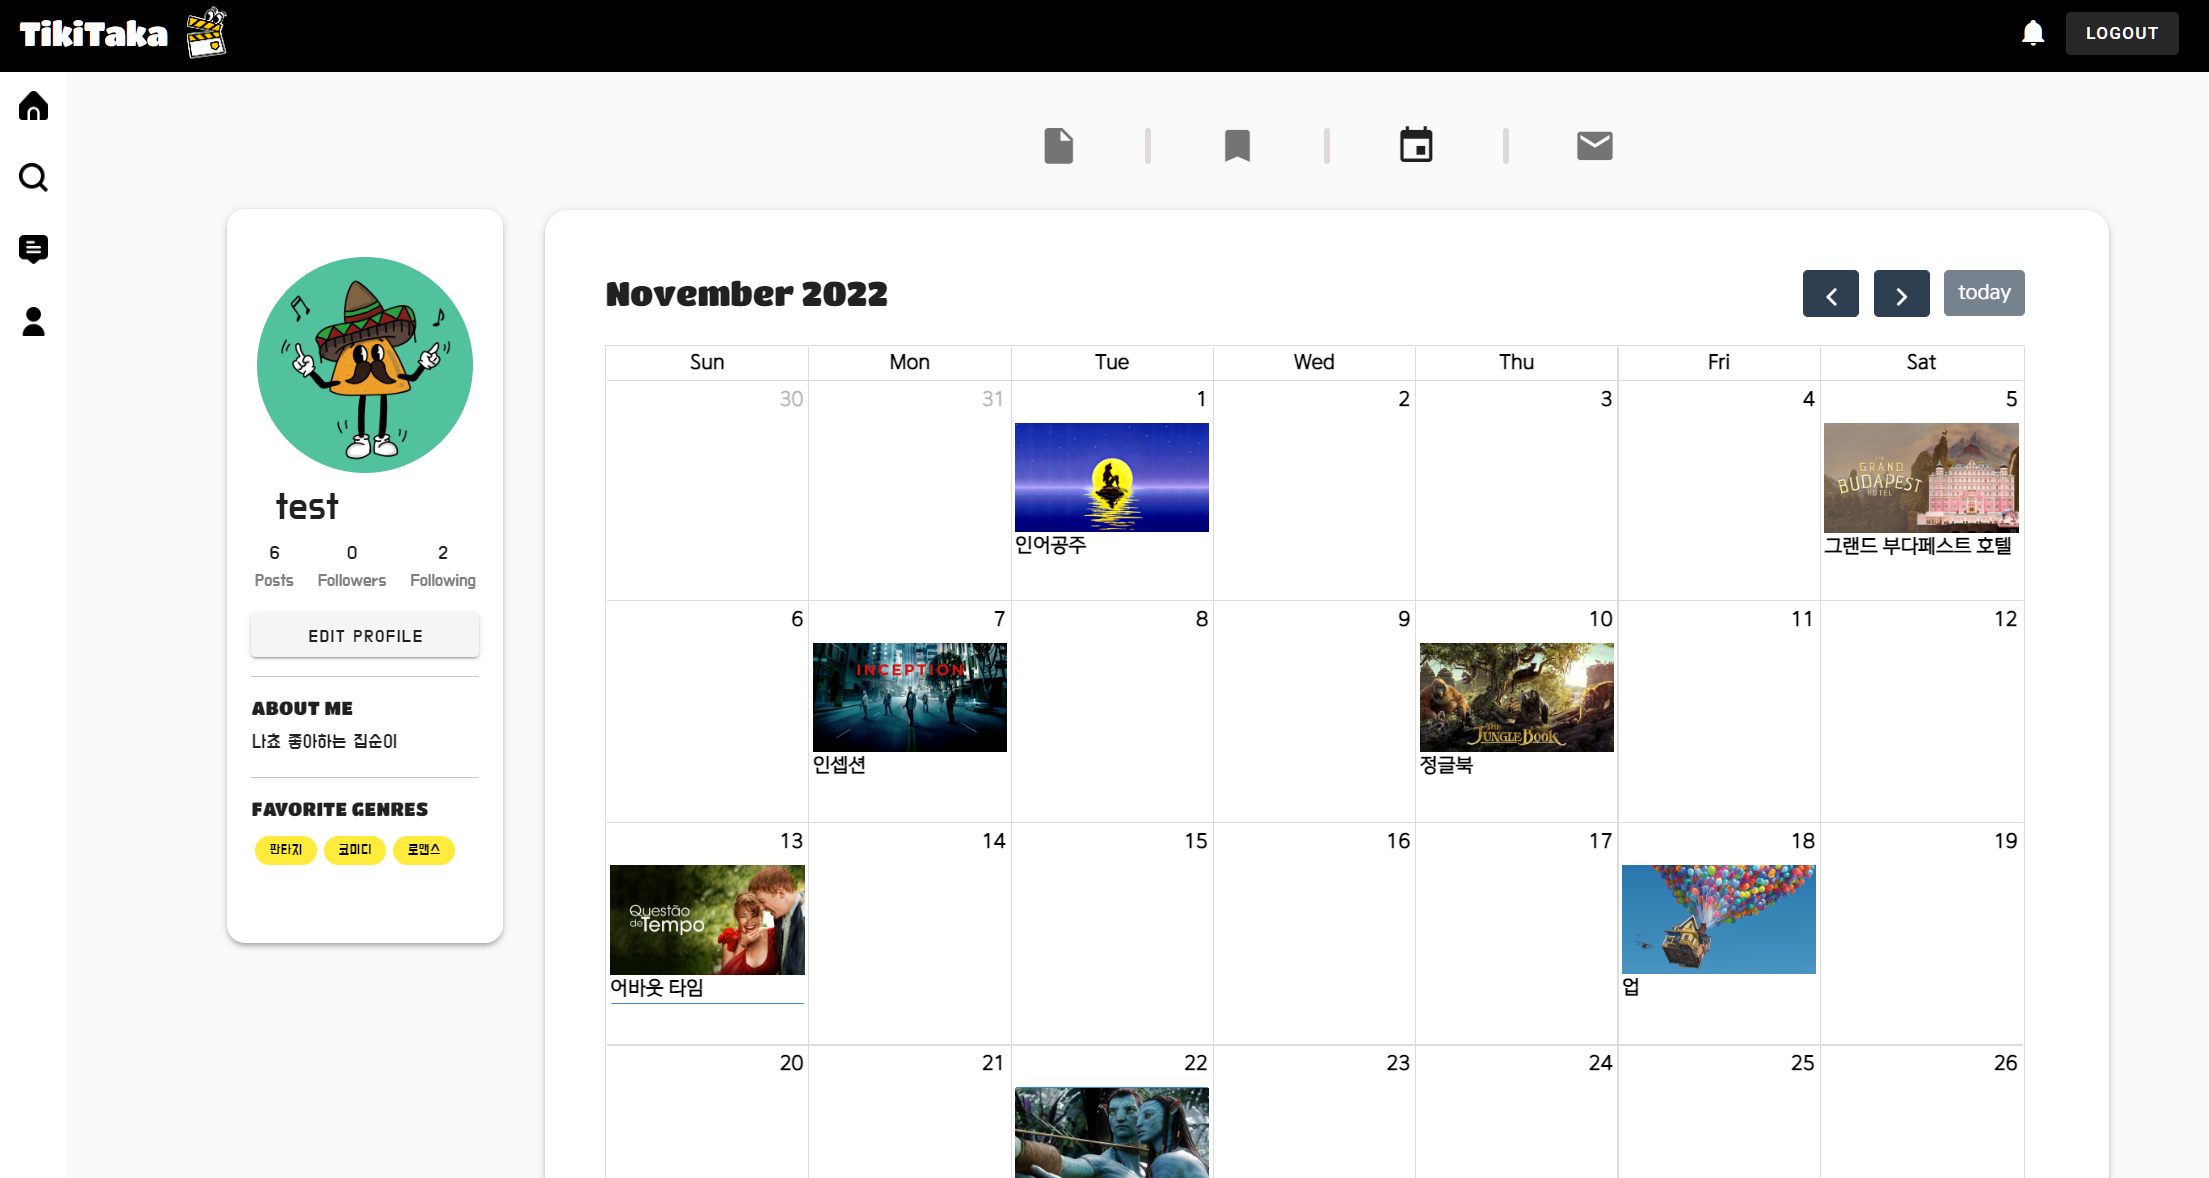 TikiTaka
LOGOUT
test
6 0 2
Posts Followers Following
EDIT PROFILE
ABOUT ME
나쵸 좋아하는 집순이
FAVORITE GENRES
판타지 코미디 로맨스
November 2022
today
Sun Mon Tue Wed Thu Fri Sat
30 31 1 2 3 4 5
THE
GRAND
BUDAPEST
HOTEL
인어공주
그랜드 부다페스트 호텔
6 7 8 9 10 11 12
INCEPTION
THE
JUNGLE BOOK
인셉션
정글북
13 14 15 16 17 18 19
Questão
de Tempo
어바웃 타임
업
20 21 22 23 24 25 26